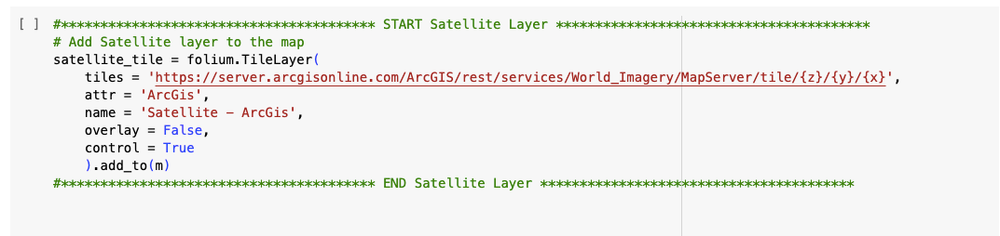 [ ] #**************************************** START Satellite Layer ****************************************
# Add Satellite layer to the map
satellite_tile = folium.TileLayer(
    tiles = 'https://server.arcgisonline.com/ArcGIS/rest/services/World_Imagery/MapServer/tile/{z}/{y}/{x}',
    attr = 'ArcGis',
    name = 'Satellite - ArcGis',
    overlay = False,
    control = True
    ).add_to(m)
#**************************************** END Satellite Layer ****************************************